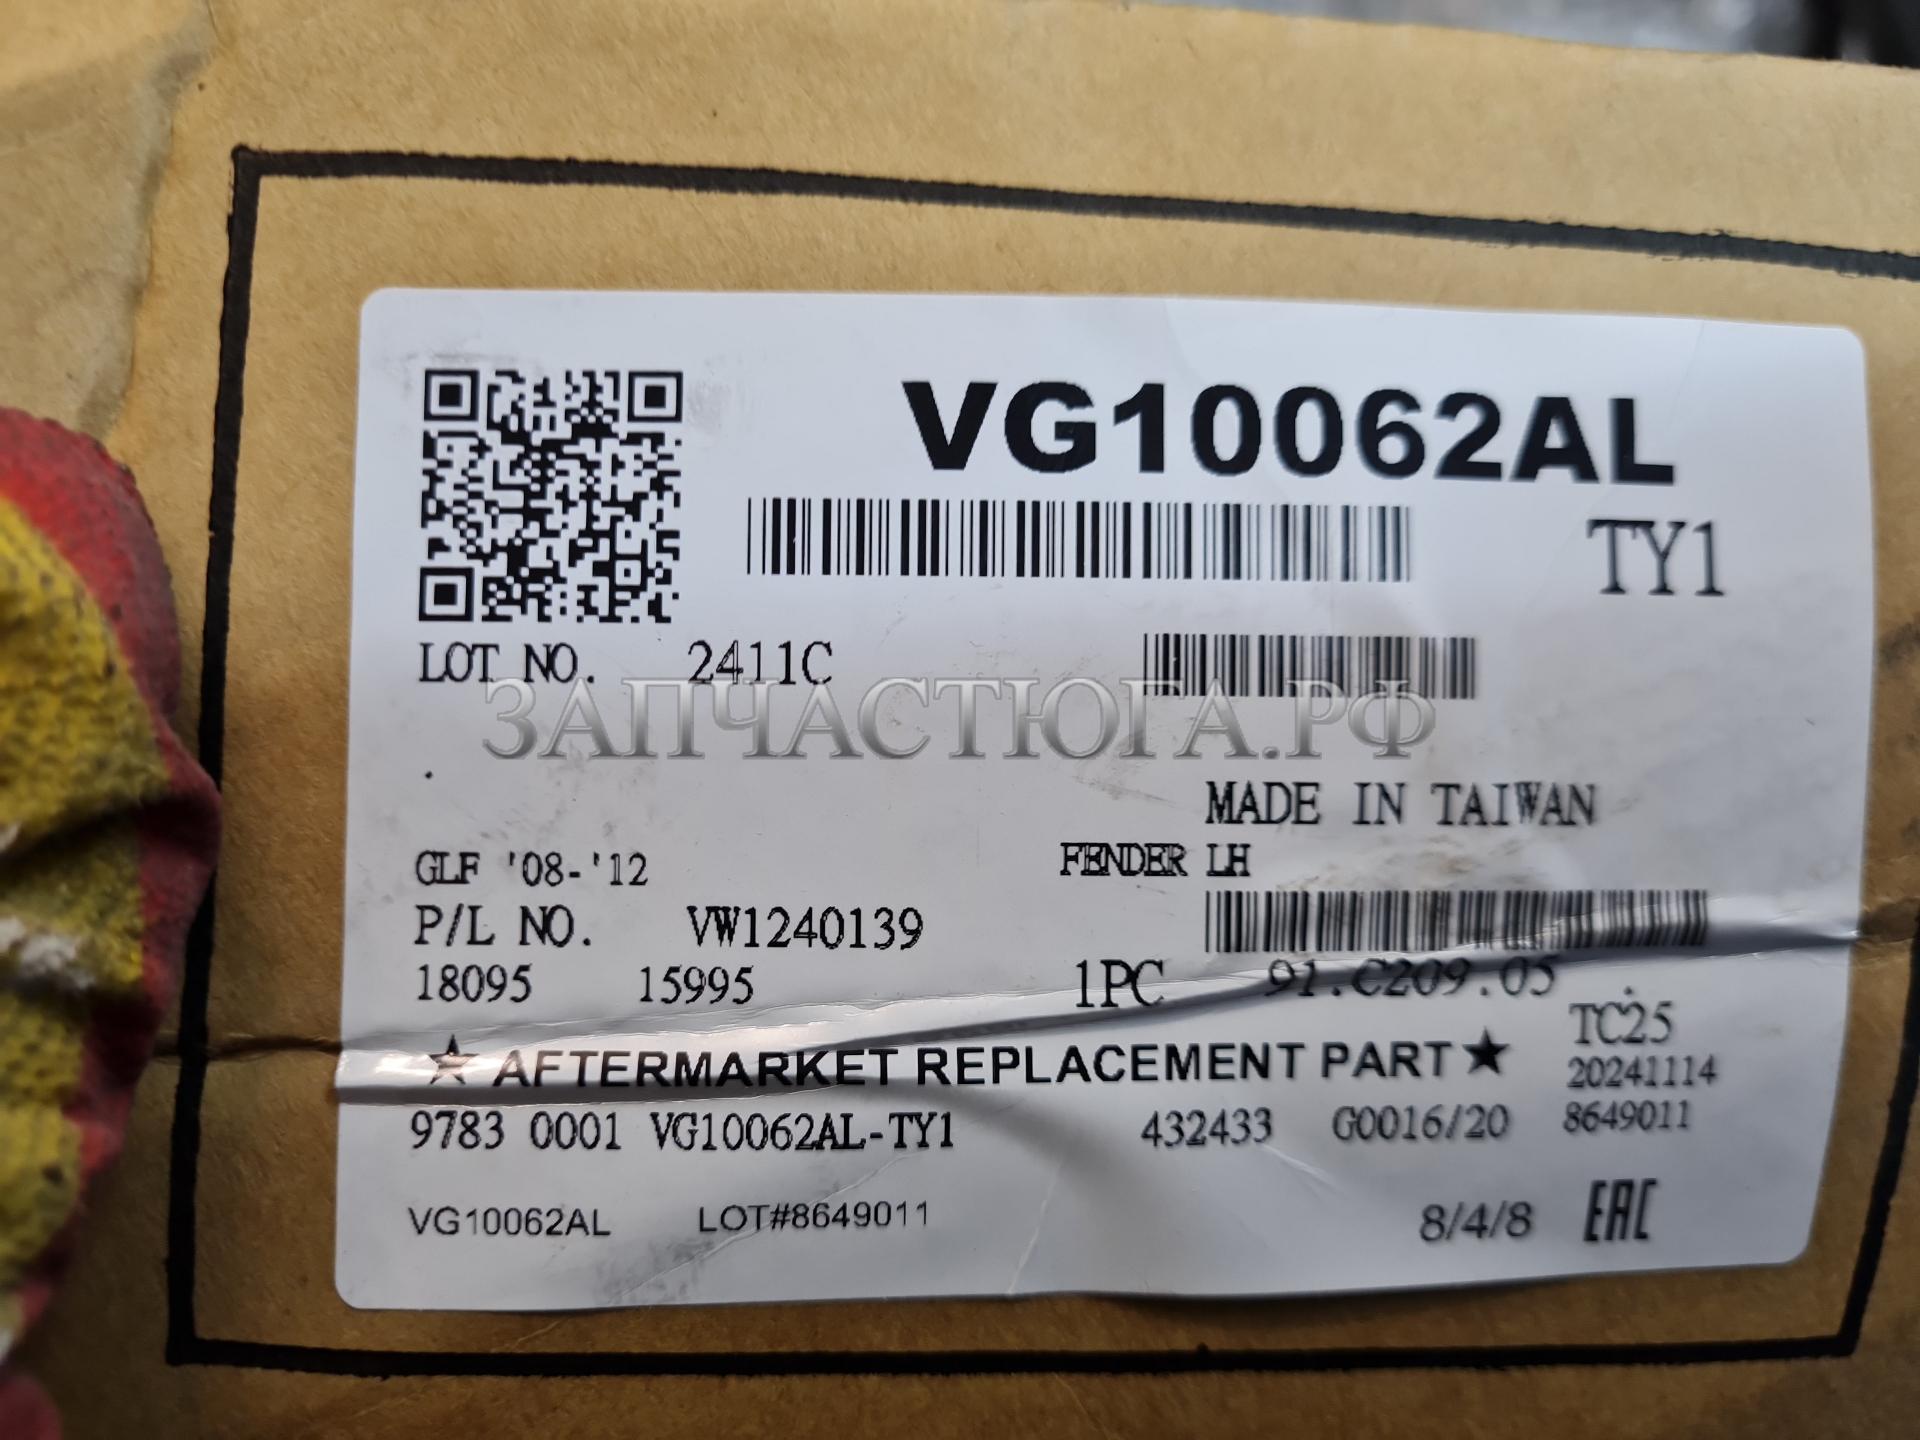 VG10062AL
TY1
LOT NO. 2411C
ЗАПЧАСТЮГА.РФ
MADE IN TAIWAN
GLF '08-'12 FENDER LH
P/L NO. VW1240139
18095 15995 1PC 91.C209.05
TC25
★ AFTERMARKET REPLACEMENT PART ★ 20241114
9783 0001 VG10062AL-TY1 432433 G0016/20 8649011
VG10062AL LOT#8649011 8/4/8 EAC